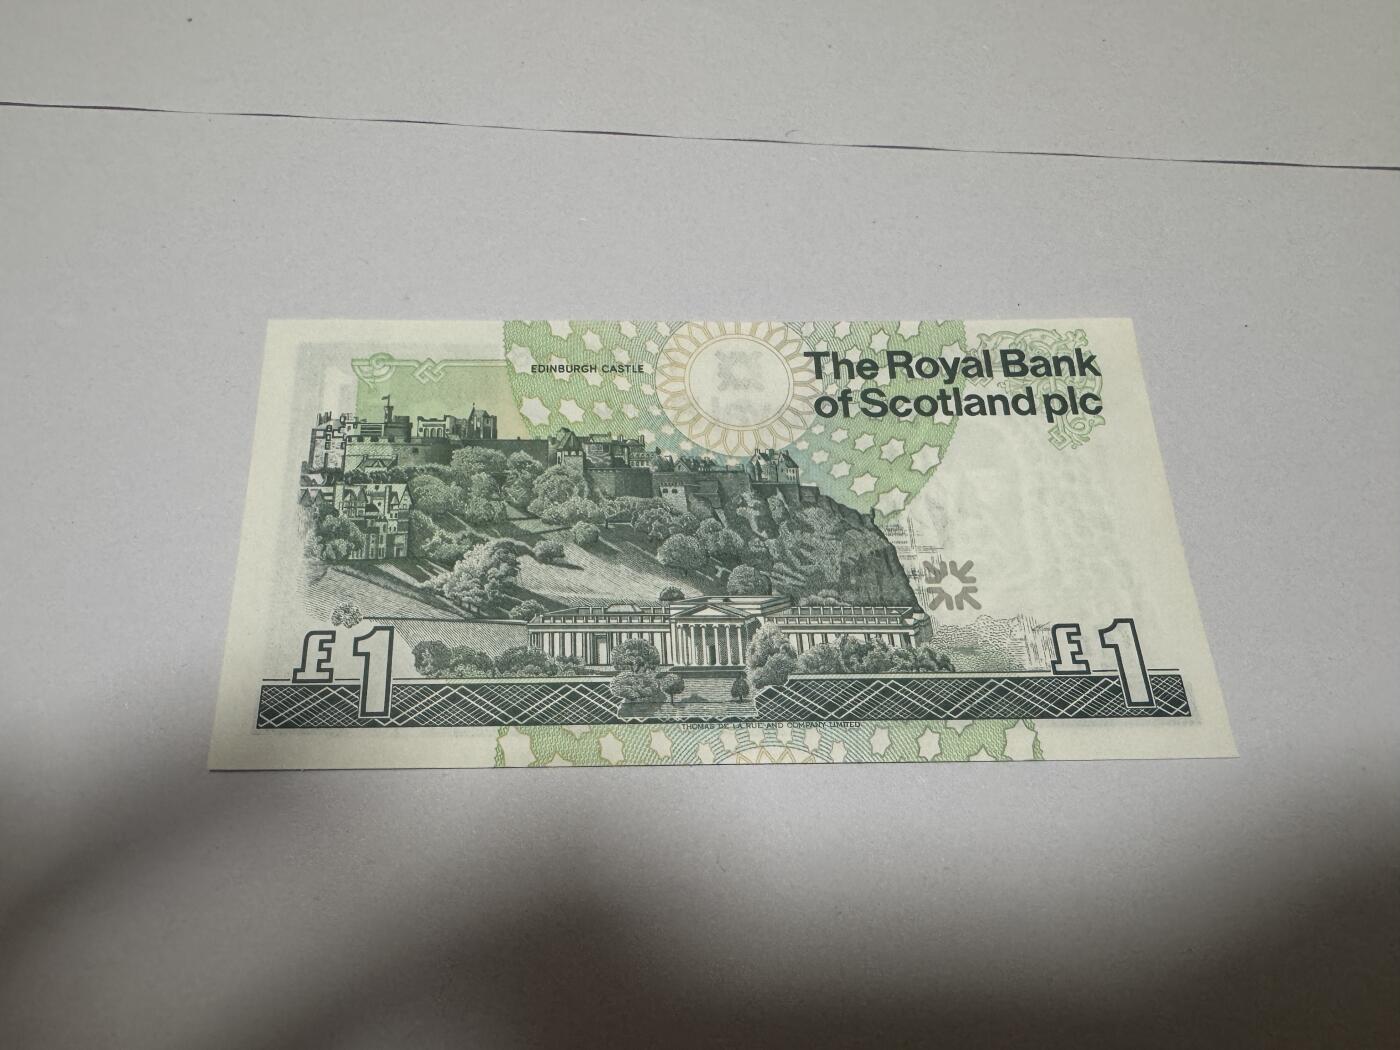 EDINBURGH CASTLE
The Royal Bank
of Scotland plc
£1
£1
THOMAS DE LA RUE AND COMPANY LIMITED